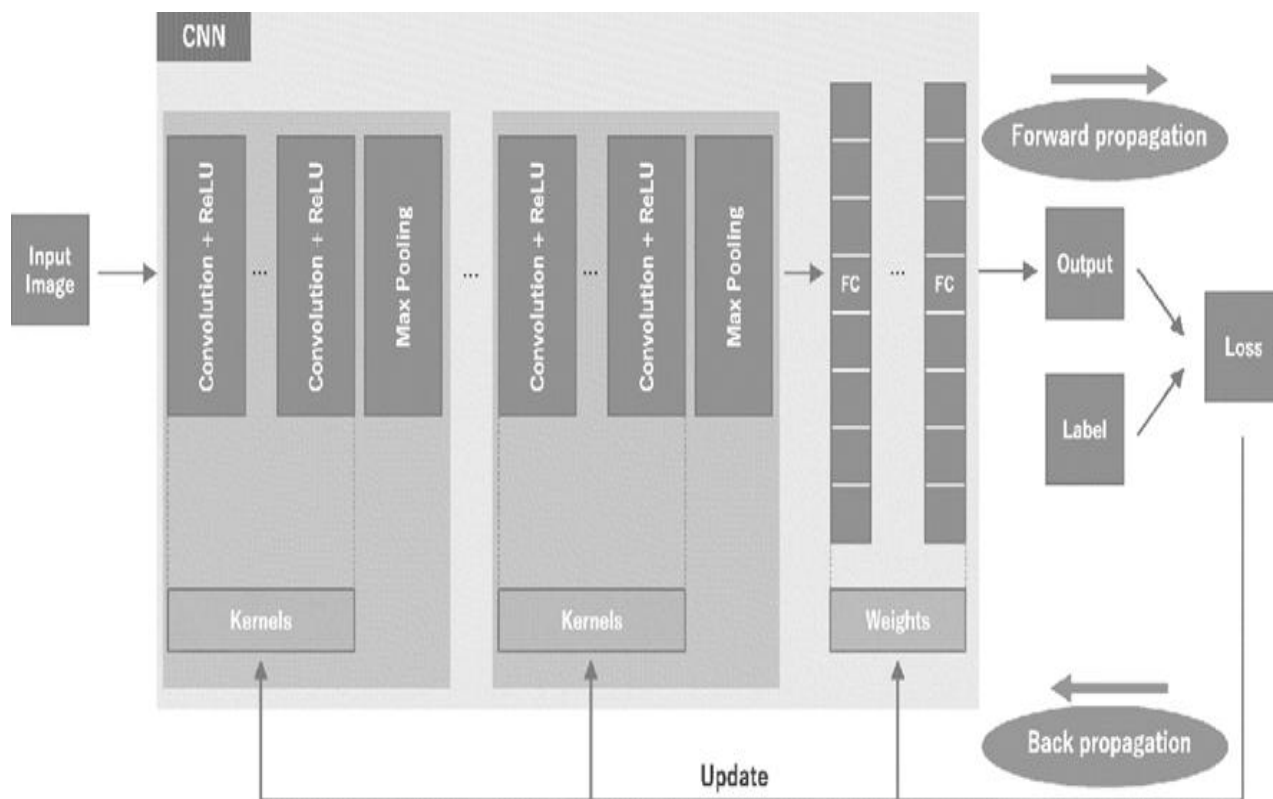 CNN
Forward propagation
Input
Image
Convolution + ReLU
...
Convolution + ReLU
Max Pooling
...
Convolution + ReLU
...
Convolution + ReLU
Max Pooling
FC
...
FC
Output
Label
Loss
Kernels
Kernels
Weights
Back propagation
Update